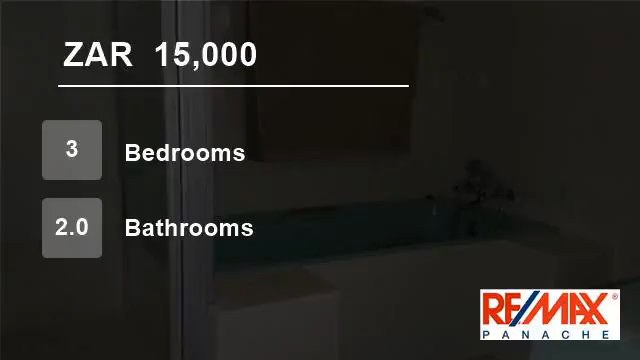 ZAR 15,000
3 Bedrooms
2.0 Bathrooms
RE/MAX ®
PANACHE